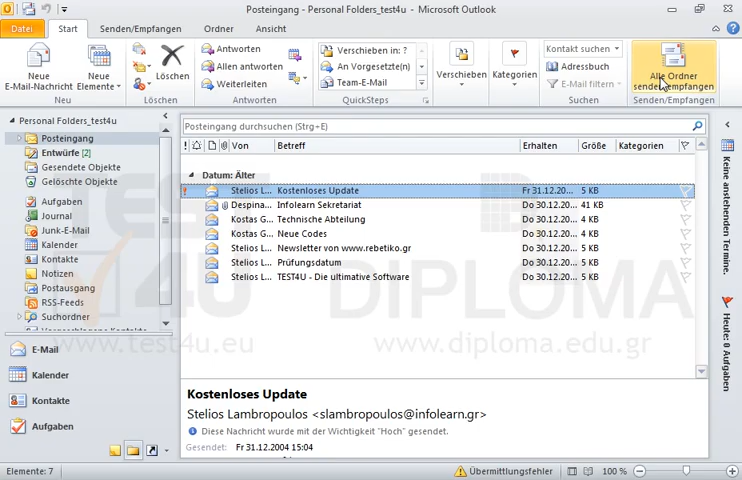 Posteingang - Personal Folders_test4u - Microsoft Outlook
Datei Start Senden/Empfangen Ordner Ansicht
Neue E-Mail-Nachricht
Neue Elemente
Neu
Löschen
Löschen
Antworten
Allen antworten
Weiterleiten
Antworten
Verschieben in: ?
An Vorgesetzte(n)
Team-E-Mail
QuickSteps
Verschieben
Kategorien
Kontakt suchen
Adressbuch
E-Mail filtern
Suchen
Alle Ordner
senden/empfangen
Senden/Empfangen
Personal Folders_test4u
Posteingang
Entwürfe [2]
Gesendete Objekte
Gelöschte Objekte
Aufgaben
Journal
Junk-E-Mail
Kalender
Kontakte
Notizen
Postausgang
RSS-Feeds
Suchordner
Vorgeschlagene Kontakte
E-Mail
Kalender
Kontakte
Aufgaben
Posteingang durchsuchen (Strg+E)
Von Betreff Erhalten Größe Kategorien
Datum: Älter
Stelios L... Kostenloses Update Fr 31.12.20... 5 KB
Despina... Infolearn Sekretariat Do 30.12.20... 41 KB
Kostas G... Technische Abteilung Do 30.12.20... 4 KB
Kostas G... Neue Codes Do 30.12.20... 4 KB
Stelios L... Newsletter von www.rebetiko.gr Do 30.12.20... 5 KB
Stelios L... Prüfungsdatum Do 30.12.20... 5 KB
Stelios L... TEST4U - Die ultimative Software Do 30.12.20... 5 KB
TEST
4U
DIPLOMA
www.test4u.eu www.diploma.edu.gr
Kostenloses Update
Stelios Lambropoulos <slambropoulos@infolearn.gr>
Diese Nachricht wurde mit der Wichtigkeit "Hoch" gesendet.
Gesendet: Fr 31.12.2004 15:04
Keine anstehenden Termine.
Heute: 0 Aufgaben
Elemente: 7 Übermittlungsfehler 100 %